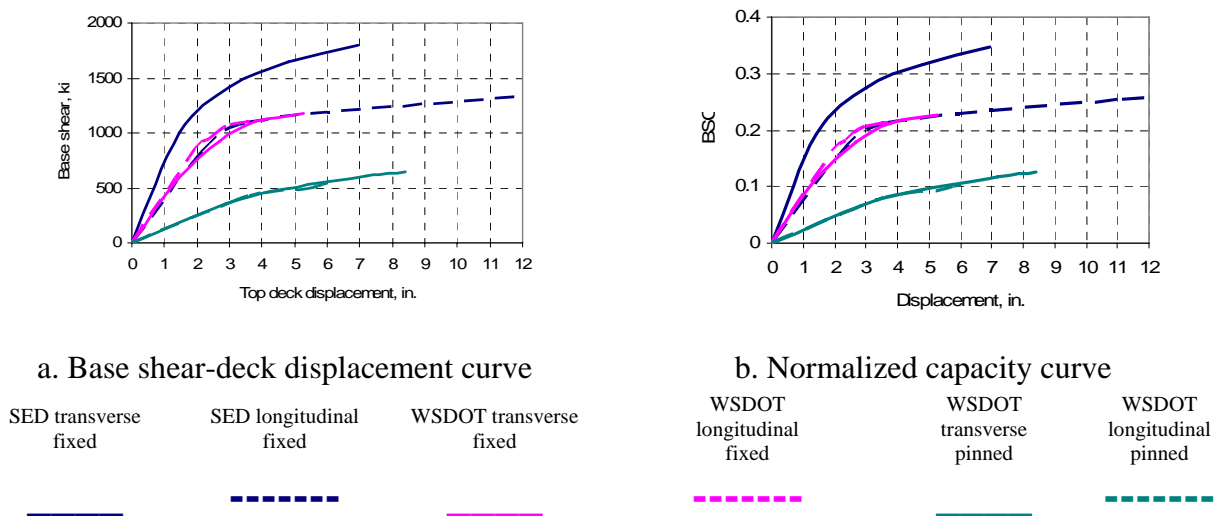 2000
1500
1000
500
0
Base shear, ki
0 1 2 3 4 5 6 7 8 9 10 11 12
Top deck displacement, in.
0.4
0.3
0.2
0.1
0
BSC
0 1 2 3 4 5 6 7 8 9 10 11 12
Displacement, in.
a. Base shear-deck displacement curve
b. Normalized capacity curve
SED transverse
fixed
SED longitudinal
fixed
WSDOT transverse
fixed
WSDOT
longitudinal
fixed
WSDOT
transverse
pinned
WSDOT
longitudinal
pinned